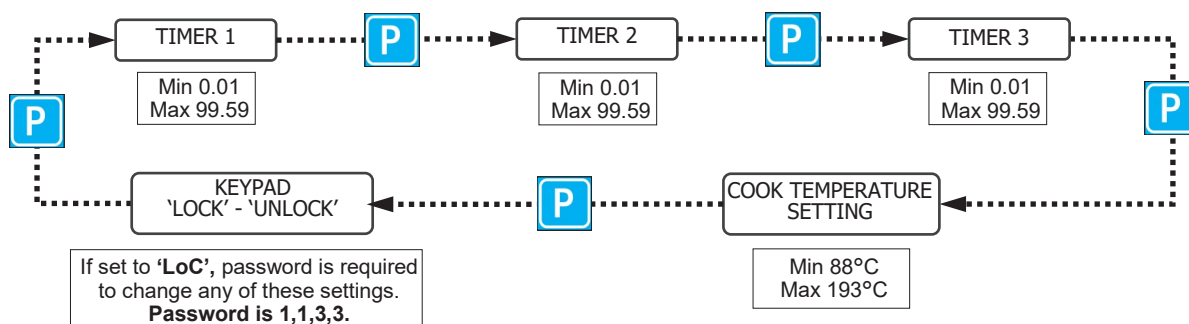 TIMER 1
P
TIMER 2
P
TIMER 3
Min 0.01
Max 99.59
Min 0.01
Max 99.59
Min 0.01
Max 99.59
P
P
KEYPAD
‘LOCK’ - ‘UNLOCK’
P
COOK TEMPERATURE
SETTING
If set to ‘LoC’, password is required
to change any of these settings.
Password is 1,1,3,3.
Min 88°C
Max 193°C